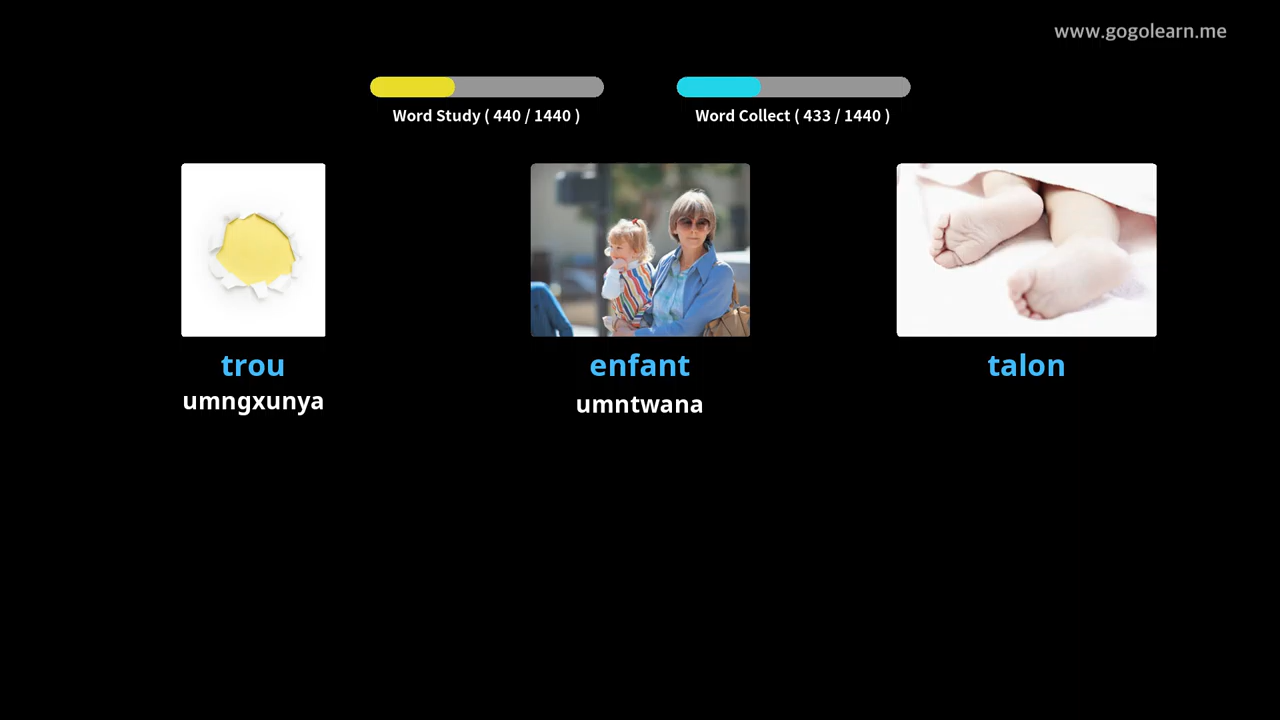 www.gogolearn.me
Word Study ( 440 / 1440 )
Word Collect ( 433 / 1440 )
trou
enfant
talon
umngxunya
umntwana